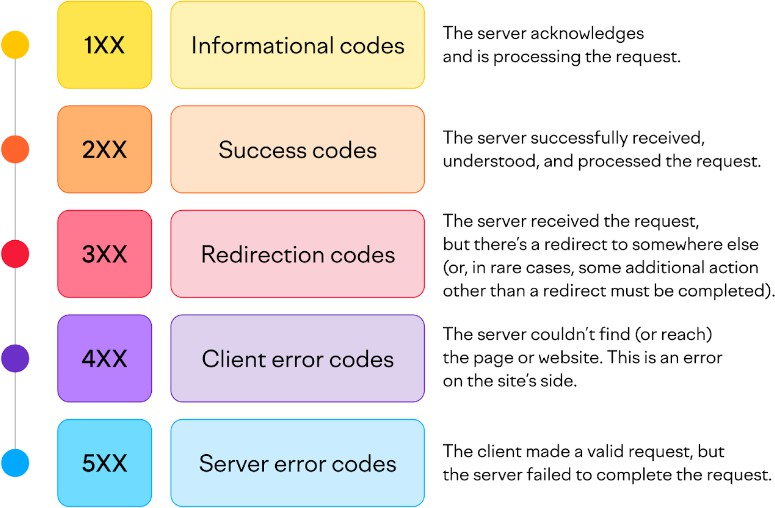 1XX
Informational codes
The server acknowledges
and is processing the request.
2XX
Success codes
The server successfully received,
understood, and processed the request.
3XX
Redirection codes
The server received the request,
but there’s a redirect to somewhere else
(or, in rare cases, some additional action
other than a redirect must be completed).
4XX
Client error codes
The server couldn’t find (or reach)
the page or website. This is an error
on the site’s side.
5XX
Server error codes
The client made a valid request, but
the server failed to complete the request.